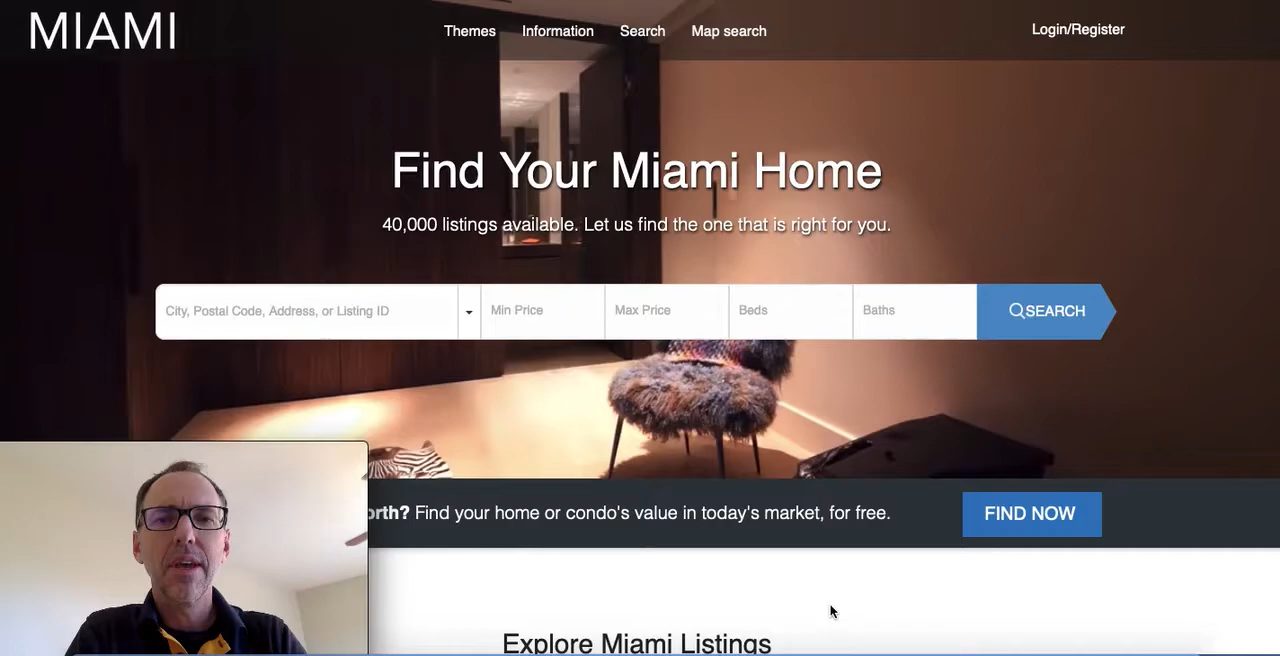 MIAMI
Themes Information Search Map search
Login/Register
Find Your Miami Home
40,000 listings available. Let us find the one that is right for you.
City, Postal Code, Address, or Listing ID Min Price Max Price Beds Baths SEARCH
orth? Find your home or condo's value in today's market, for free. FIND NOW
Explore Miami Listings